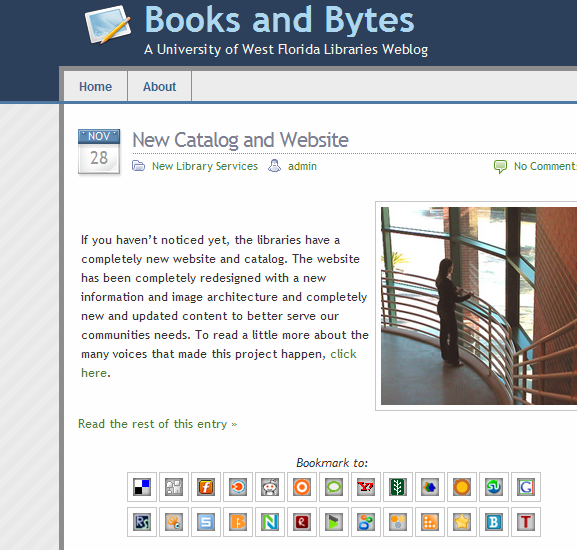 Books and Bytes
A University of West Florida Libraries Weblog
Home
About
NOV
28
New Catalog and Website
New Library Services
admin
No Comment
If you haven't noticed yet, the libraries have a
completely new website and catalog. The website
has been completely redesigned with a new
information and image architecture and completely
new and updated content to better serve our
communities needs. To read a little more about the
many voices that made this project happen, click
here.
Read the rest of this entry »
Bookmark to: